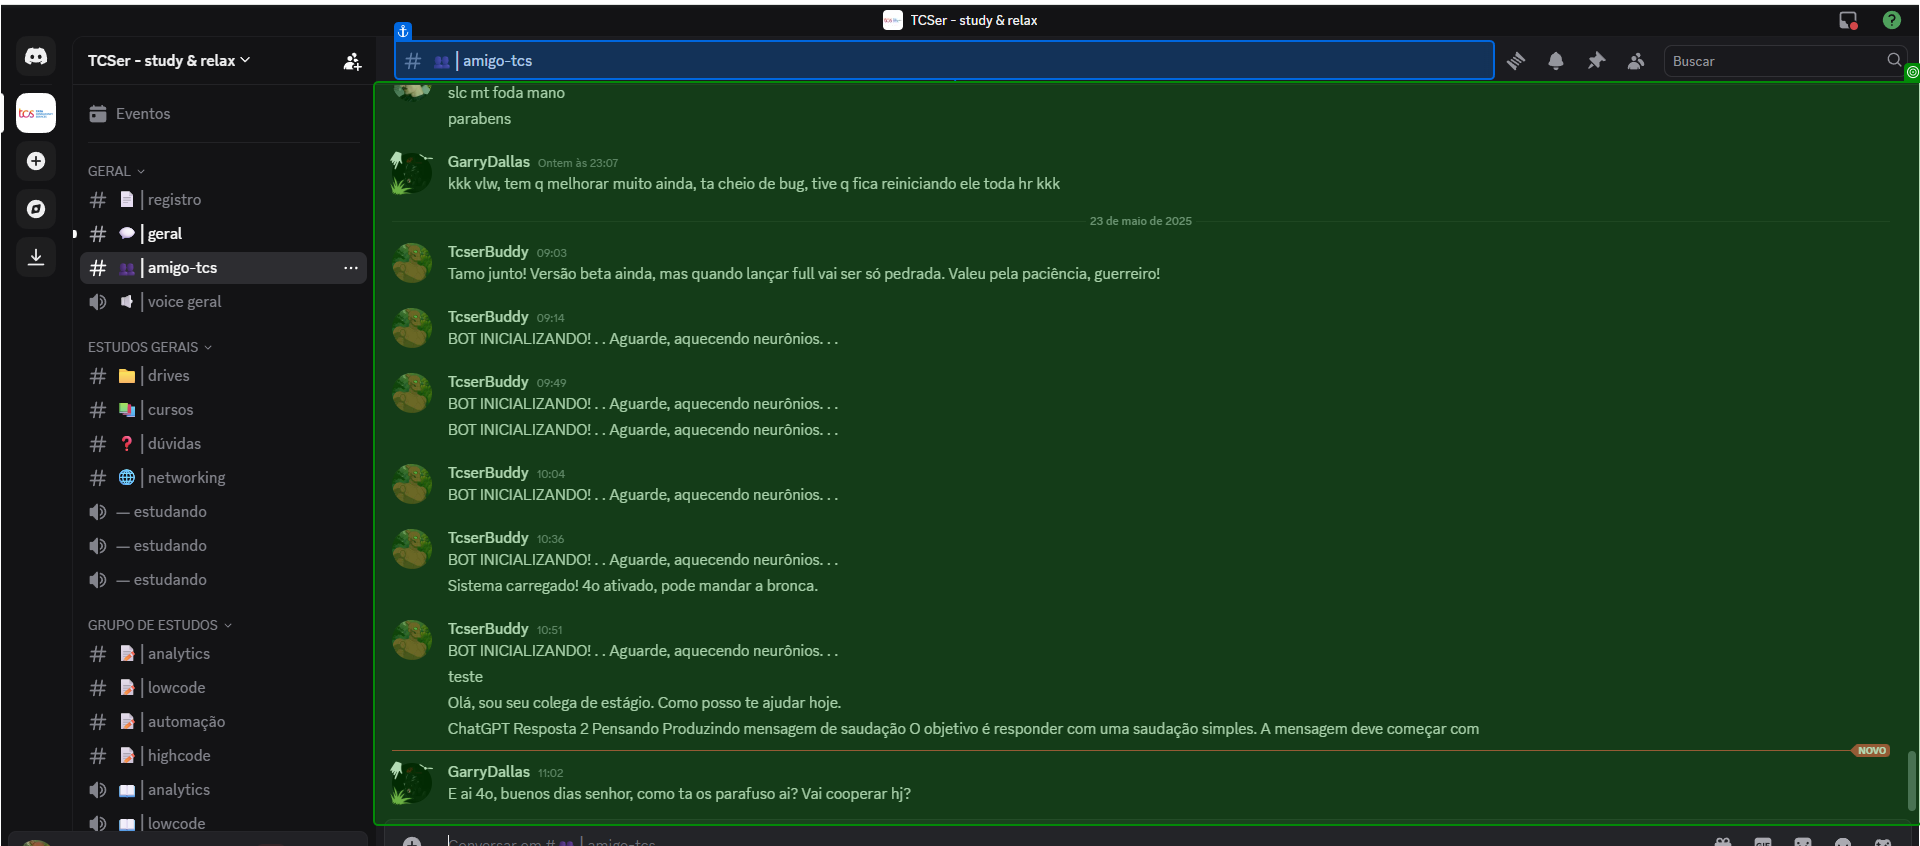 TCSer - study & relax
TCSer - study & relax
# | amigo-tcs
Buscar
tcs
Eventos
GERAL
# | registro
# | geral
# | amigo-tcs
| voice geral
ESTUDOS GERAIS
# | drives
# | cursos
# | dúvidas
# | networking
— estudando
— estudando
— estudando
GRUPO DE ESTUDOS
# | analytics
# | lowcode
# | automação
# | highcode
| analytics
| lowcode
slc mt foda mano
parabens
GarryDallas Ontem às 23:07
kkk vlw, tem q melhorar muito ainda, ta cheio de bug, tive q fica reiniciando ele toda hr kkk
23 de maio de 2025
TcserBuddy 09:03
Tamo junto! Versão beta ainda, mas quando lançar full vai ser só pedrada. Valeu pela paciência, guerreiro!
TcserBuddy 09:14
BOT INICIALIZANDO! . . Aguarde, aquecendo neurônios. . .
TcserBuddy 09:49
BOT INICIALIZANDO! . . Aguarde, aquecendo neurônios. . .
BOT INICIALIZANDO! . . Aguarde, aquecendo neurônios. . .
TcserBuddy 10:04
BOT INICIALIZANDO! . . Aguarde, aquecendo neurônios. . .
TcserBuddy 10:36
BOT INICIALIZANDO! . . Aguarde, aquecendo neurônios. . .
Sistema carregado! 4o ativado, pode mandar a bronca.
TcserBuddy 10:51
BOT INICIALIZANDO! . . Aguarde, aquecendo neurônios. . .
teste
Olá, sou seu colega de estágio. Como posso te ajudar hoje.
ChatGPT Resposta 2 Pensando Produzindo mensagem de saudação O objetivo é responder com uma saudação simples. A mensagem deve começar com
NOVO
GarryDallas 11:02
E ai 4o, buenos dias senhor, como ta os parafuso ai? Vai cooperar hj?
Conversar em # | amigo-tcs